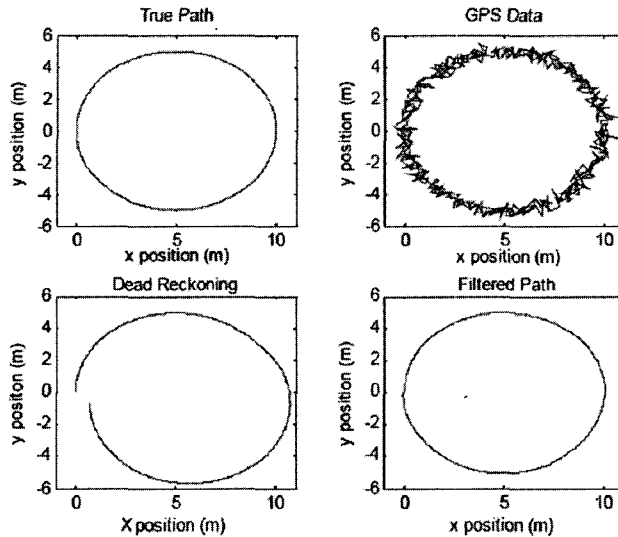 True Path
6
4
2
0
-2
-4
-6
y position (m)
0 5 10
x position (m)
GPS Data
6
4
2
0
-2
-4
-6
y position (m)
0 5 10
x position (m)
Dead Reckoning
6
4
2
0
-2
-4
-6
y positon (m)
0 5 10
X position (m)
Filtered Path
6
4
2
0
-2
-4
-6
y position (m)
0 5 10
x position (m)